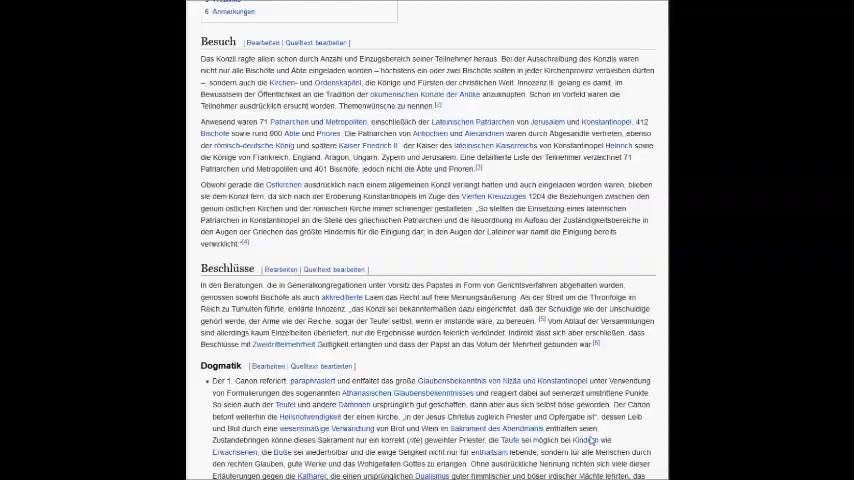 6 Anmerkungen
Besuch [ Bearbeiten | Quelltext bearbeiten ]
Das Konzil ragte allein schon durch Anzahl und Einzugsbereich seiner Teilnehmer heraus. Bei der Ausschreibung des Konzils waren
nicht nur alle Bischöfe und Äbte eingeladen worden – höchstens ein oder zwei Bischöfe sollten in jeder Kirchenprovinz verbleiben dürfen
– sondern auch die Kirchen- und Ordenskapitel, die Könige und Fürsten der christlichen Welt. Innozenz III. gelang es damit, im
Bewusstsein der Öffentlichkeit an die Tradition der ökumenischen Konzile der Antike anzuknüpfen. Schon im Vorfeld waren die
Teilnehmer ausdrücklich ersucht worden, Themenwünsche zu nennen.[2]
Anwesend waren 71 Patriarchen und Metropoliten, einschließlich der Lateinischen Patriarchen von Jerusalem und Konstantinopel, 412
Bischöfe sowie rund 900 Äbte und Priores. Die Patriarchen von Antiochien und Alexandrien waren durch Abgesandte vertreten, ebenso
der römisch-deutsche König und spätere Kaiser Friedrich II., der Kaiser des lateinischen Kaiserreichs von Konstantinopel Heinrich sowie
die Könige von Frankreich, England, Aragon, Ungarn, Zypern und Jerusalem. Eine detaillierte Liste der Teilnehmer verzeichnet 71
Patriarchen und Metropoliten und 401 Bischöfe, jedoch nicht die Äbte und Prioren.[3]
Obwohl gerade die Ostkirchen ausdrücklich nach einem allgemeinen Konzil verlangt hatten und auch eingeladen worden waren, blieben
sie dem Konzil fern, da sich nach der Eroberung Konstantinopels im Zuge des Vierten Kreuzzuges 1204 die Beziehungen zwischen den
genuin östlichen Kirchen und der römischen Kirche immer schwieriger gestalteten. „So stellten die Einsetzung eines lateinischen
Patriarchen in Konstantinopel an die Stelle des griechischen Patriarchen und die Neuordnung im Aufbau der Zuständigkeitsbereiche in
den Augen der Griechen das größte Hindernis für die Einigung dar; in den Augen der Lateiner war damit die Einigung bereits
verwirklicht.“[4]
Beschlüsse [ Bearbeiten | Quelltext bearbeiten ]
In den Beratungen, die in Generalkongregationen unter Vorsitz des Papstes in Form von Gerichtsverfahren abgehalten wurden,
genossen sowohl Bischöfe als auch akkreditierte Laien das Recht auf freie Meinungsäußerung. Als der Streit um die Thronfolge im
Reich zu Tumulten führte, erklärte Innozenz, „das Konzil sei bekanntermaßen dazu eingerichtet, daß der Schuldige wie der Unschuldige
gehört werde, der Arme wie der Reiche, sogar der Teufel selbst, wenn er imstande wäre, zu bereuen.“[5] Vom Ablauf der Versammlungen
sind allerdings kaum Einzelheiten überliefert, nur die Ergebnisse wurden feierlich verkündet. Indirekt lässt sich aber erschließen, dass
Beschlüsse mit Zweidrittelmehrheit Gültigkeit erlangten und dass der Papst an das Votum der Mehrheit gebunden war.[6]
Dogmatik [ Bearbeiten | Quelltext bearbeiten ]
• Der 1. Canon referiert, paraphrasiert und entfaltet das große Glaubensbekenntnis von Nizäa und Konstantinopel unter Verwendung
von Formulierungen des sogenannten Athanasischen Glaubensbekenntnisses und reagiert dabei auf seinerzeit umstrittene Punkte.
So seien auch der Teufel und andere Dämonen ursprünglich gut geschaffen, dann aber aus sich selbst böse geworden. Der Canon
betont weiterhin die Heilsnotwendigkeit der einen Kirche, „in der Jesus Christus zugleich Priester und Opfergabe ist“, dessen Leib
und Blut durch eine wesensmäßige Verwandlung von Brot und Wein im Sakrament des Abendmahls enthalten seien.
Zustandebringen könne dieses Sakrament nur ein korrekt (rite) geweihter Priester, die Taufe sei möglich bei Kindern wie
Erwachsenen, die Buße sei wiederholbar und die ewige Seligkeit nicht nur für enthaltsam lebende, sondern für alle Menschen durch
den rechten Glauben, gute Werke und das Wohlgefallen Gottes zu erlangen. Ohne ausdrückliche Nennung richten sich viele dieser
Erläuterungen gegen die Katharer, die einen ursprünglichen Dualismus guter himmlischer und böser irdischer Mächte lehrten, das